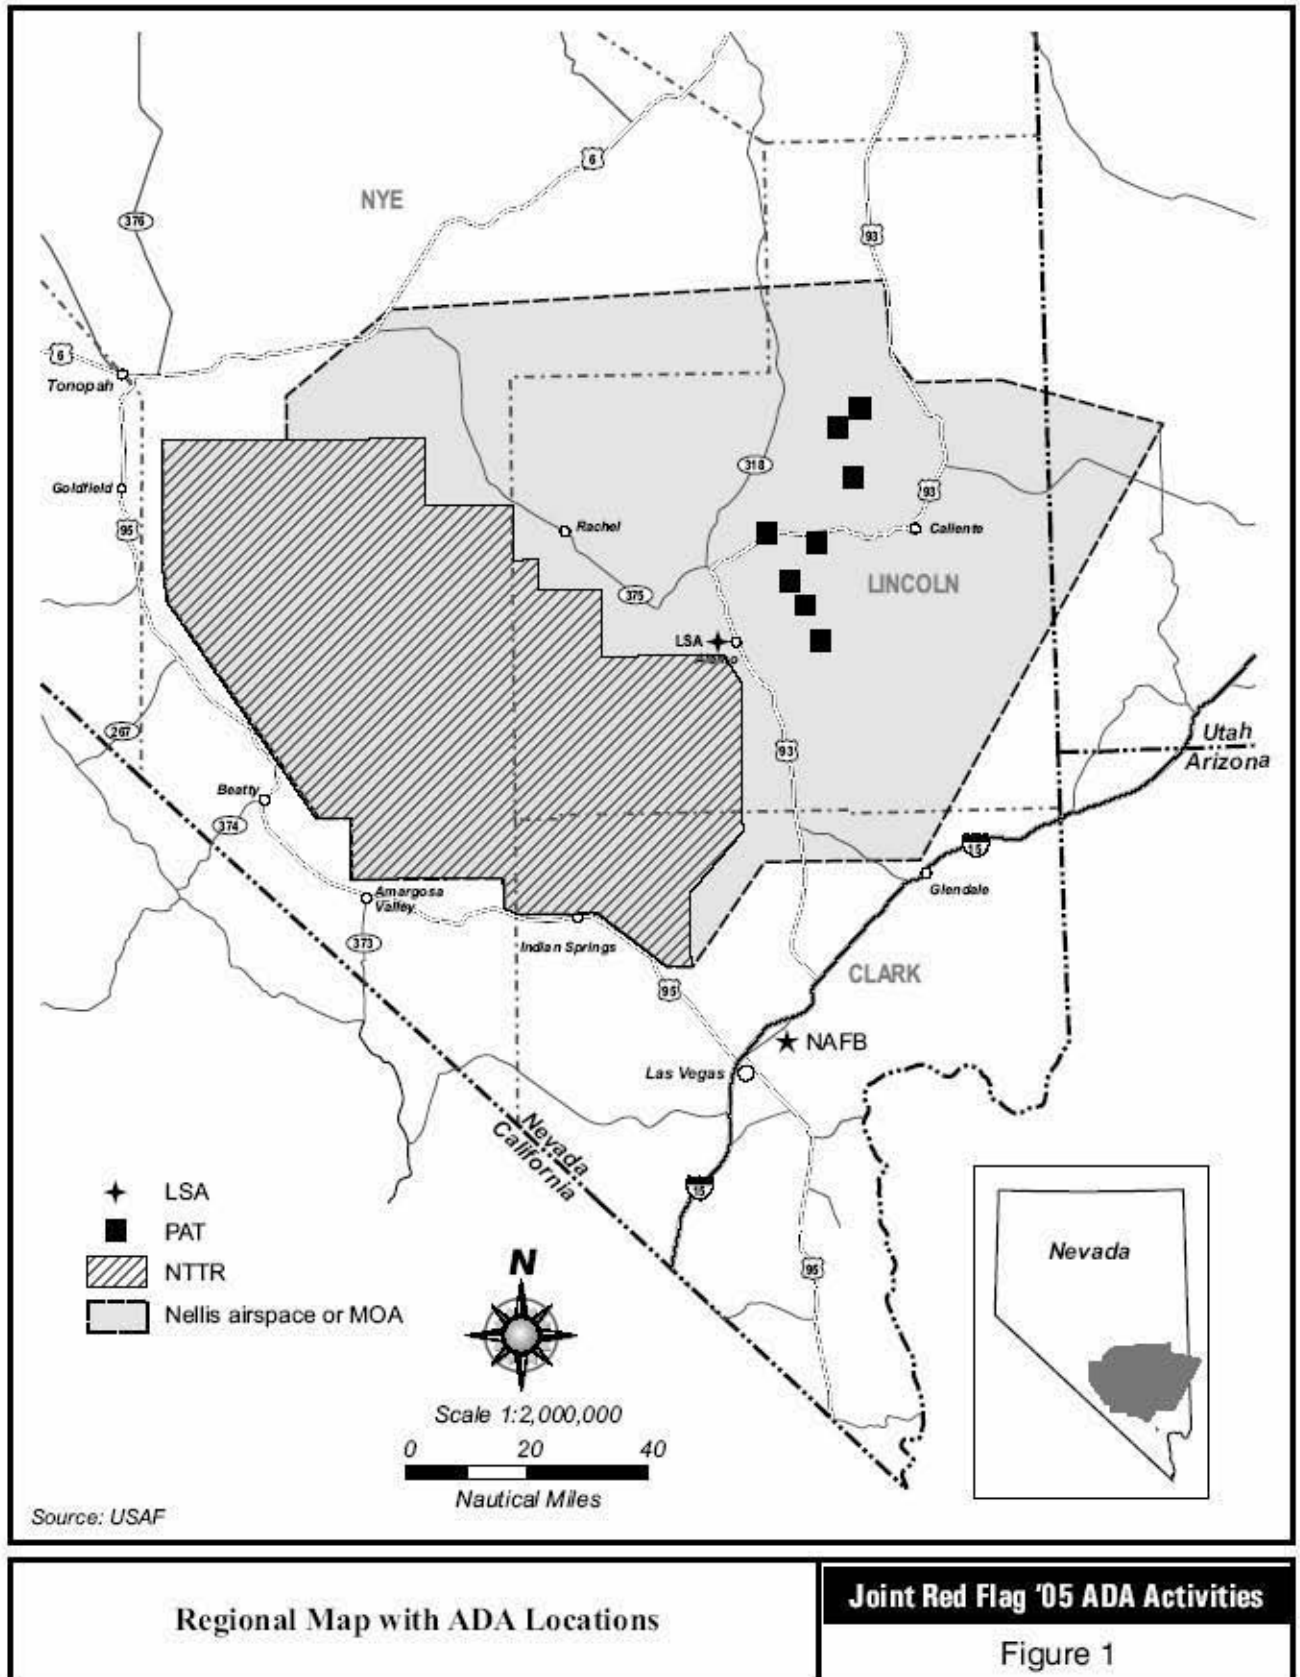 6
NYE
376
93
6
Tonopah
318
Goldfield
93
95
Rachel
Caliente
375
LINCOLN
LSA
Alamo
267
93
Utah
Arizona
Beatty
374
15
Amargosa
Valley
Glendale
373
Indian Springs
95
CLARK
NAFB
Las Vegas
Nevada
California
15
95
LSA
PAT
NTTR
Nellis airspace or MOA
N
Nevada
Scale 1:2,000,000
0 20 40
Nautical Miles
Source: USAF
Regional Map with ADA Locations
Joint Red Flag '05 ADA Activities
Figure 1